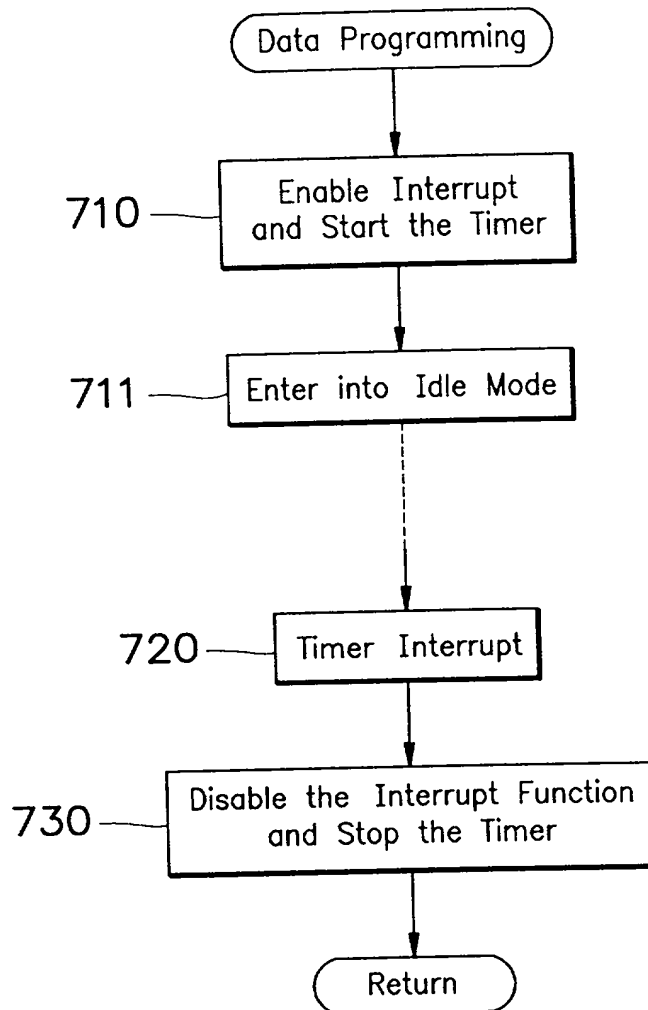 Data Programming
710
Enable Interrupt
and Start the Timer
711
Enter into Idle Mode
720
Timer Interrupt
730
Disable the Interrupt Function
and Stop the Timer
Return